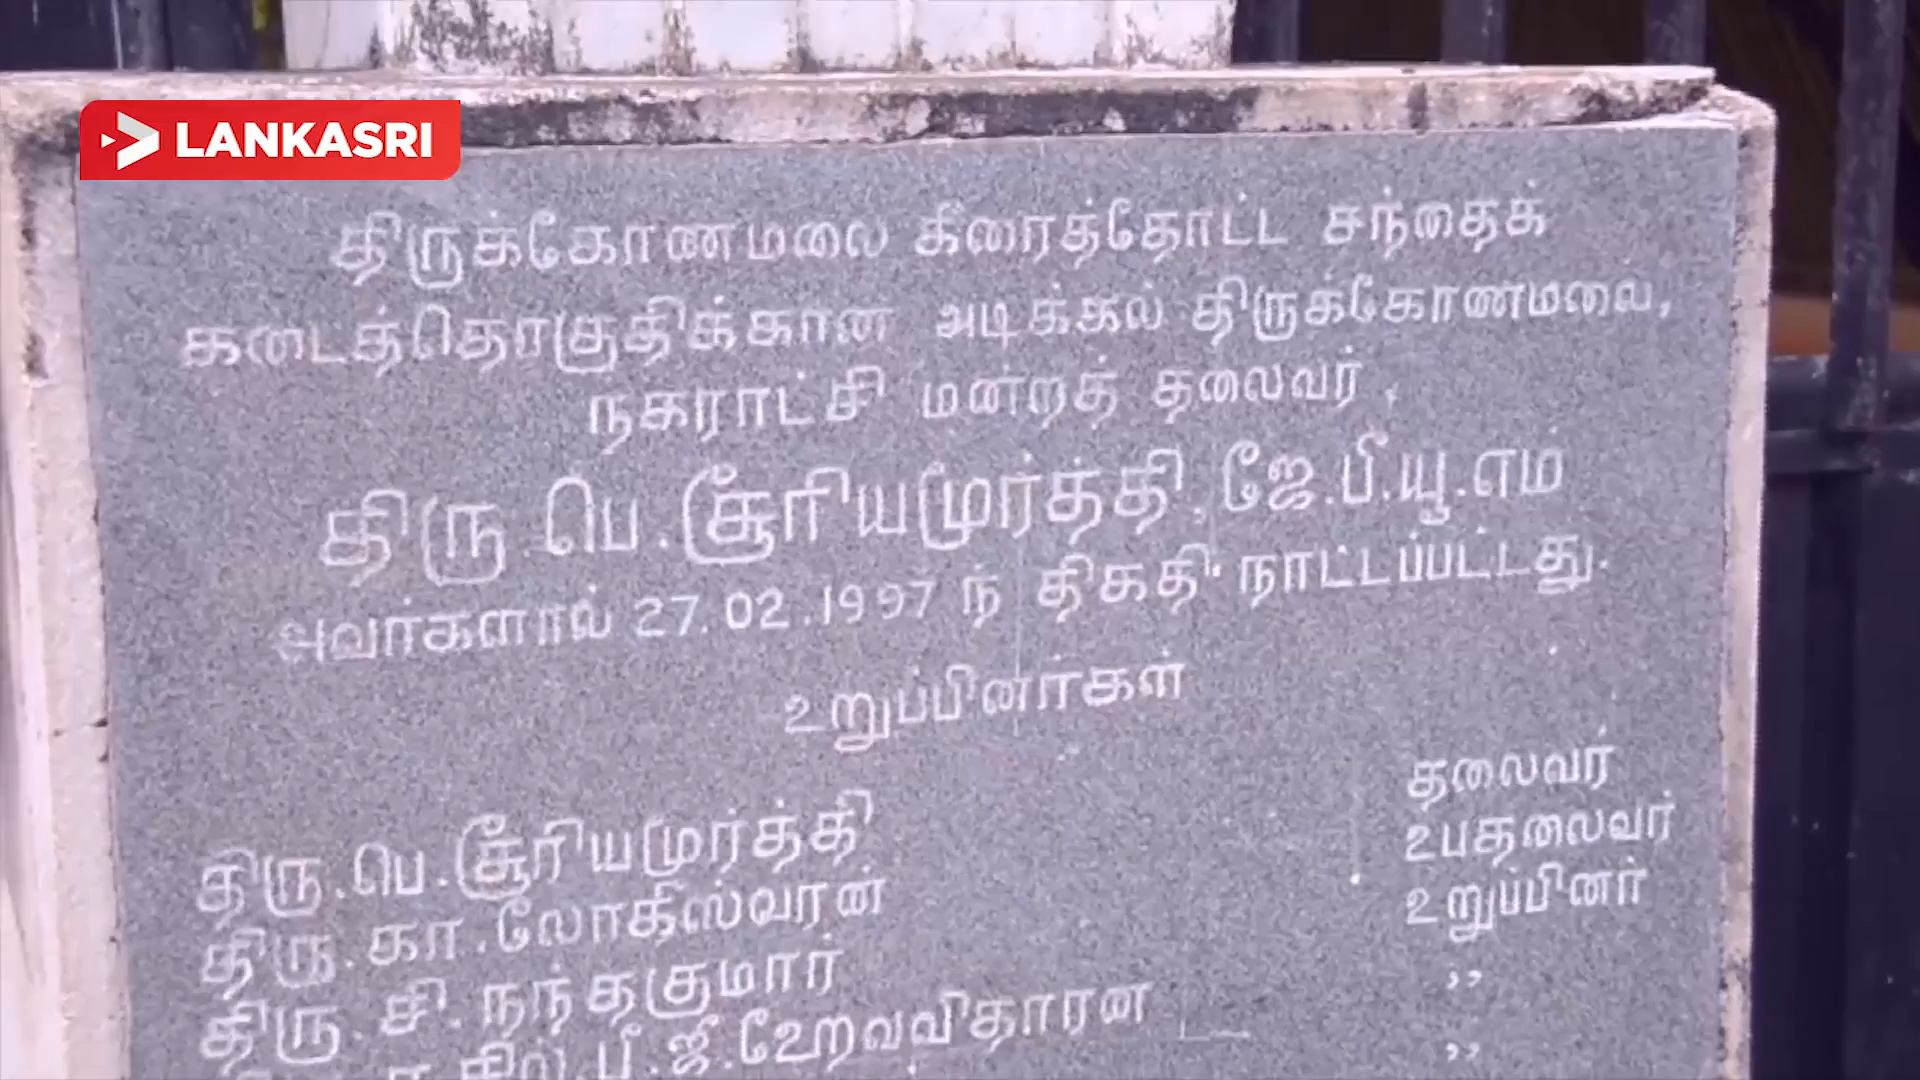 LANKASRI
திருக்கோணமலை கீரைத்தோட்ட சந்தைக்
கடைத்தொகுதிக்கான அடிக்கல் திருக்கோணமலை,
நகராட்சி மன்றத் தலைவர்,
திரு பெ.சூரியமூர்த்தி.ஜே.பீ.யூ.எம்
அவர்களால் 27.02.1997 ந் திகதி நாட்டப்பட்டது.
உறுப்பினர்கள்
திரு.பெ.சூரியமூர்த்தி தலைவர்
திரு.கா.லோகிஸ்வரன் உபதலைவர்
திரு.சி.நந்தகுமார் உறுப்பினர்
பீ.ஜீ.ஹேரவவிதாரன ,,
,,